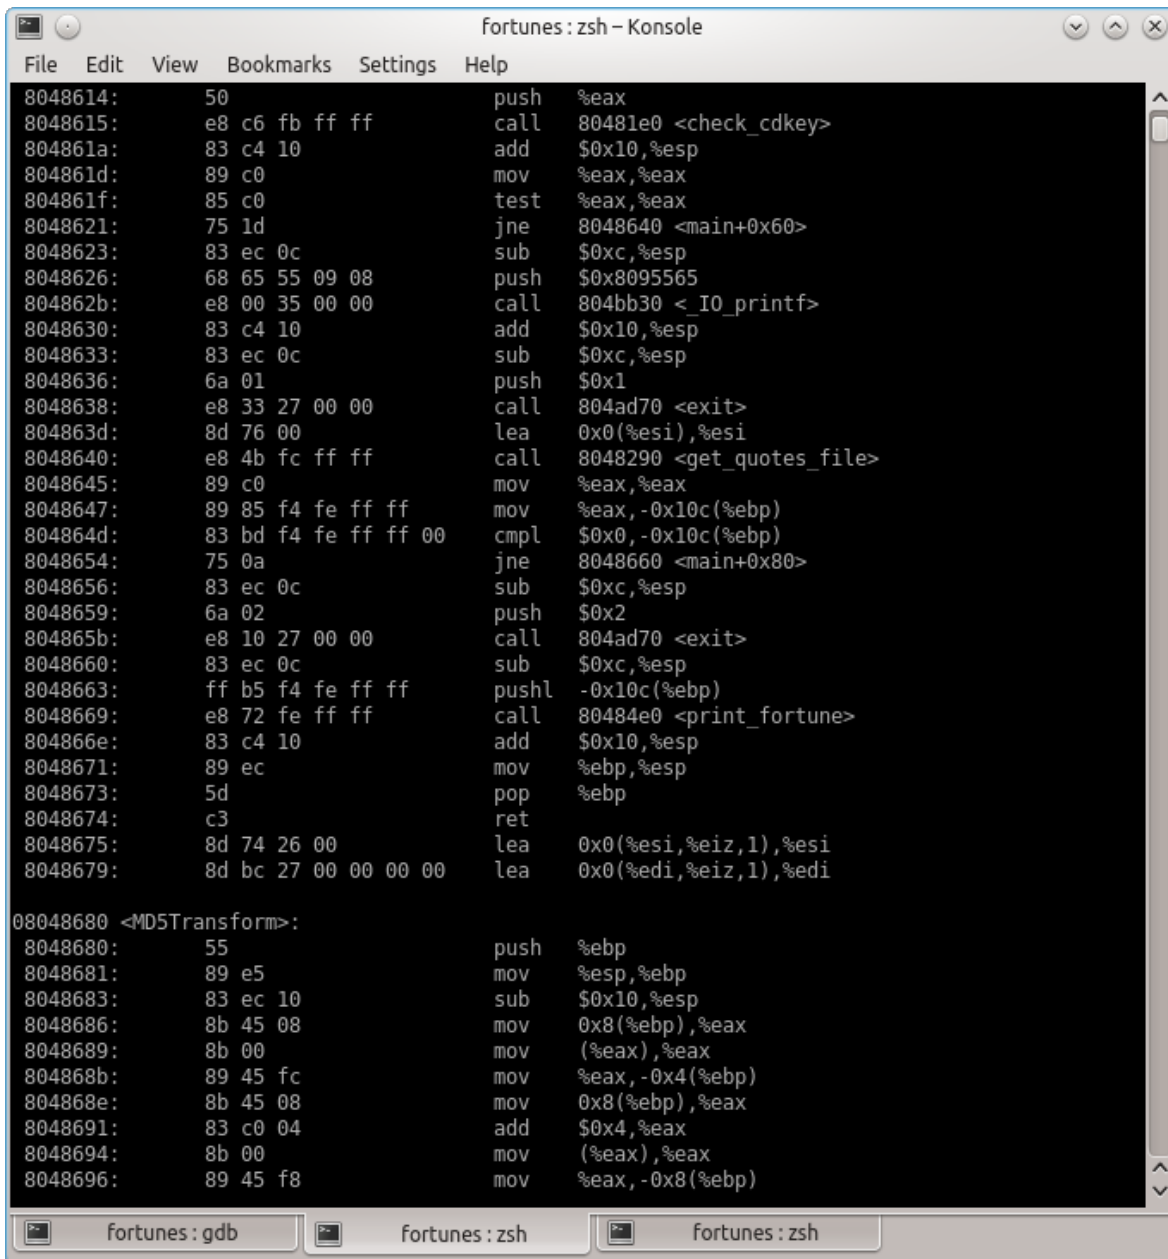 fortunes : zsh – Konsole
File Edit View Bookmarks Settings Help
8048614: 50 push %eax
8048615: e8 c6 fb ff ff call 80481e0 <check_cdkey>
804861a: 83 c4 10 add $0x10,%esp
804861d: 89 c0 mov %eax,%eax
804861f: 85 c0 test %eax,%eax
8048621: 75 1d jne 8048640 <main+0x60>
8048623: 83 ec 0c sub $0xc,%esp
8048626: 68 65 55 09 08 push $0x8095565
804862b: e8 00 35 00 00 call 804bb30 <_IO_printf>
8048630: 83 c4 10 add $0x10,%esp
8048633: 83 ec 0c sub $0xc,%esp
8048636: 6a 01 push $0x1
8048638: e8 33 27 00 00 call 804ad70 <exit>
804863d: 8d 76 00 lea 0x0(%esi),%esi
8048640: e8 4b fc ff ff call 8048290 <get_quotes_file>
8048645: 89 c0 mov %eax,%eax
8048647: 89 85 f4 fe ff ff mov %eax,-0x10c(%ebp)
804864d: 83 bd f4 fe ff ff 00 cmpl $0x0,-0x10c(%ebp)
8048654: 75 0a jne 8048660 <main+0x80>
8048656: 83 ec 0c sub $0xc,%esp
8048659: 6a 02 push $0x2
804865b: e8 10 27 00 00 call 804ad70 <exit>
8048660: 83 ec 0c sub $0xc,%esp
8048663: ff b5 f4 fe ff ff pushl -0x10c(%ebp)
8048669: e8 72 fe ff ff call 80484e0 <print_fortune>
804866e: 83 c4 10 add $0x10,%esp
8048671: 89 ec mov %ebp,%esp
8048673: 5d pop %ebp
8048674: c3 ret
8048675: 8d 74 26 00 lea 0x0(%esi,%eiz,1),%esi
8048679: 8d bc 27 00 00 00 00 lea 0x0(%edi,%eiz,1),%edi
08048680 <MD5Transform>:
8048680: 55 push %ebp
8048681: 89 e5 mov %esp,%ebp
8048683: 83 ec 10 sub $0x10,%esp
8048686: 8b 45 08 mov 0x8(%ebp),%eax
8048689: 8b 00 mov (%eax),%eax
804868b: 89 45 fc mov %eax,-0x4(%ebp)
804868e: 8b 45 08 mov 0x8(%ebp),%eax
8048691: 83 c0 04 add $0x4,%eax
8048694: 8b 00 mov (%eax),%eax
8048696: 89 45 f8 mov %eax,-0x8(%ebp)
fortunes : gdb fortunes : zsh fortunes : zsh